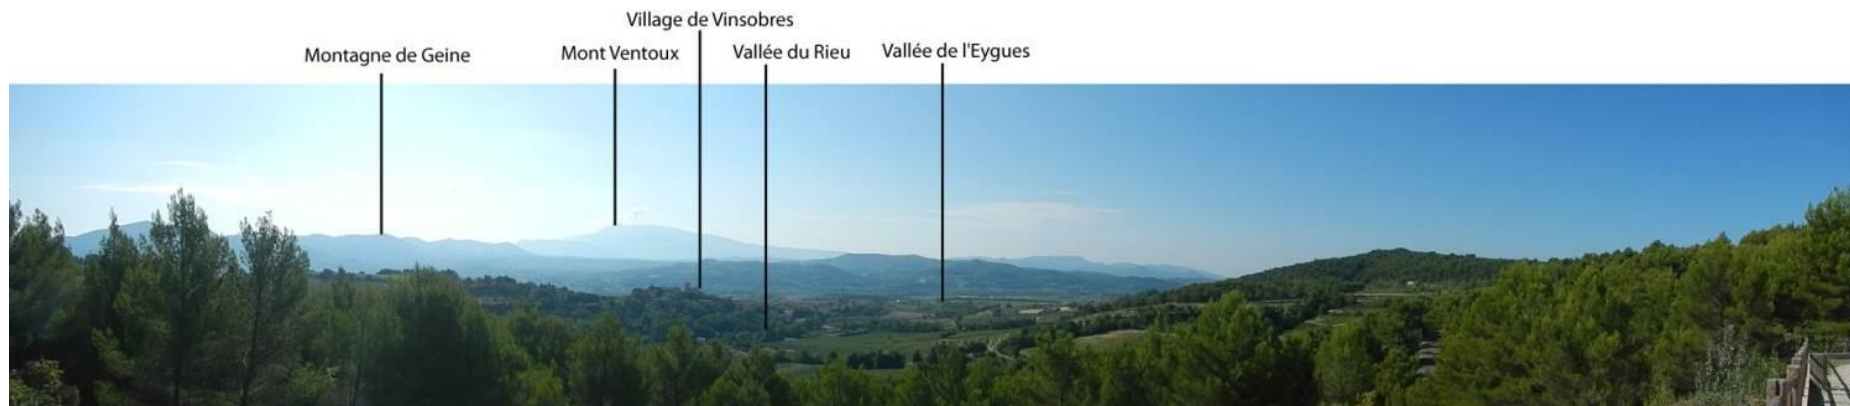 Village de Vinsobres
Montagne de Geine
Mont Ventoux
Vallée du Rieu
Vallée de l'Eygues